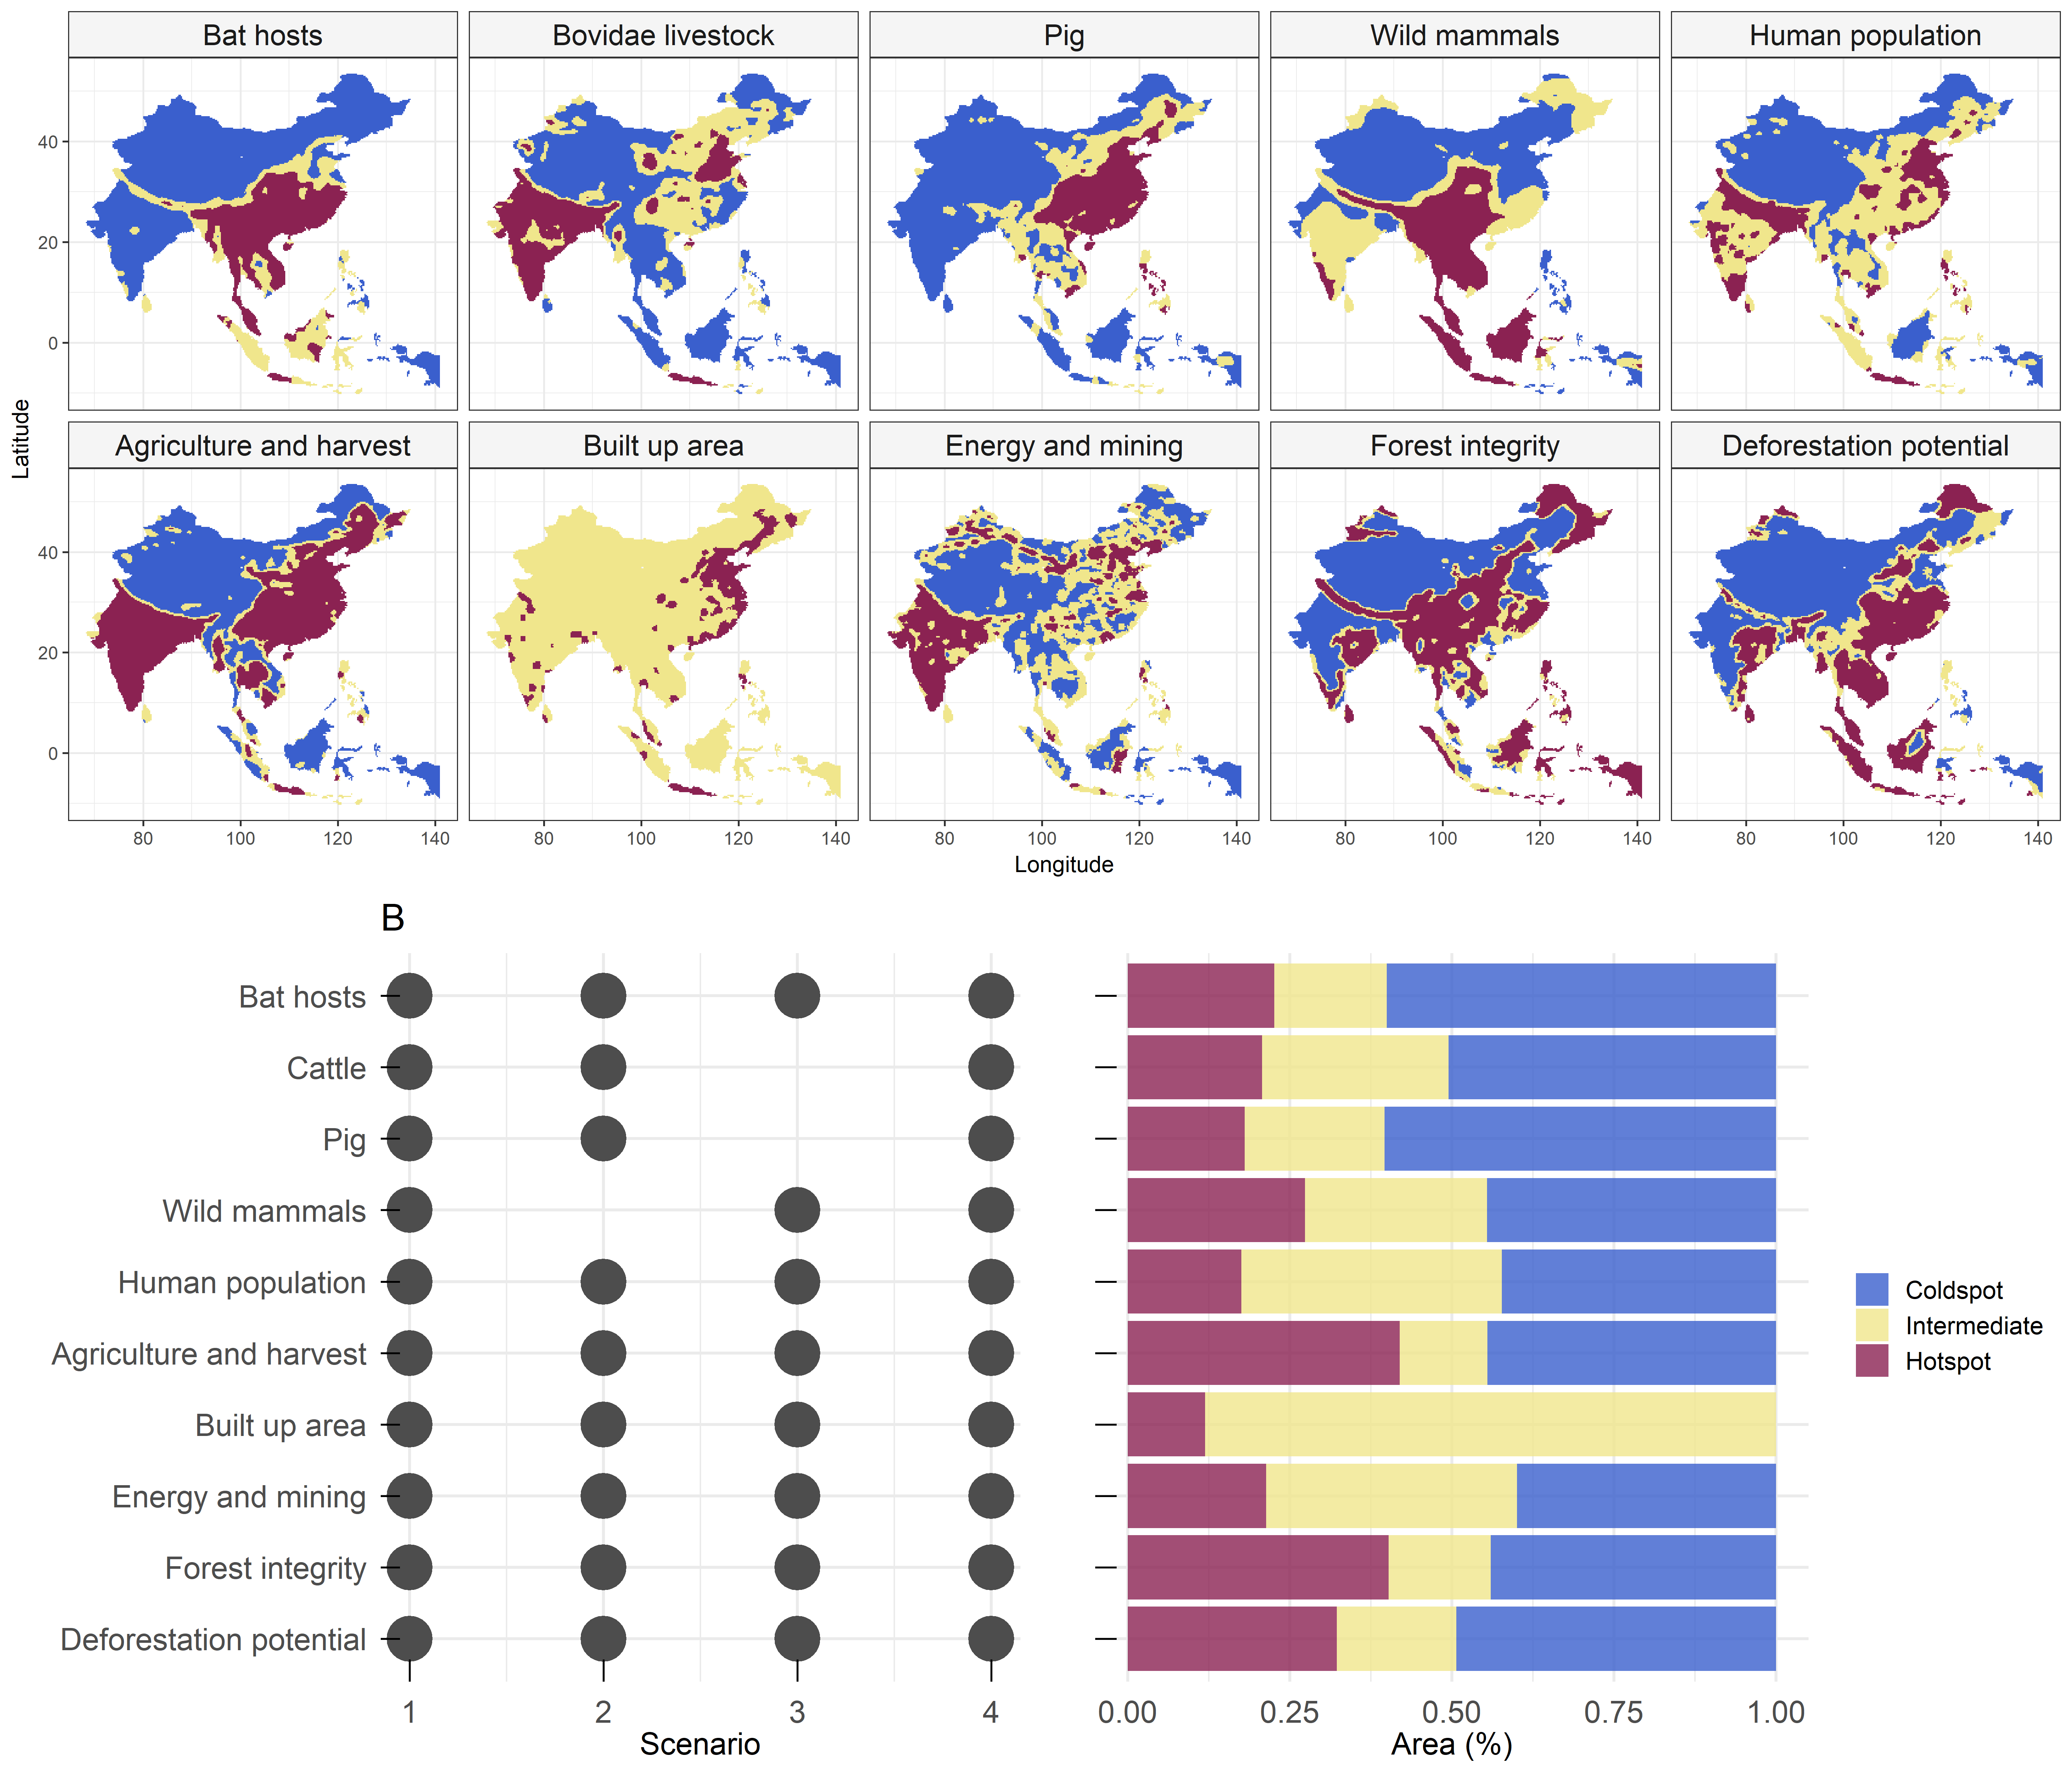 Bat hosts
Bovidae livestock
Pig
Wild mammals
Human population
40
20
0
Latitude
Agriculture and harvest
Built up area
Energy and mining
Forest integrity
Deforestation potential
40
20
0
80 100 120 140
80 100 120 140
80 100 120 140
80 100 120 140
80 100 120 140
Longitude
B
Bat hosts
Cattle
Pig
Wild mammals
Human population
Agriculture and harvest
Built up area
Energy and mining
Forest integrity
Deforestation potential
1 2 3 4
Scenario
0.00 0.25 0.50 0.75 1.00
Area (%)
Coldspot
Intermediate
Hotspot